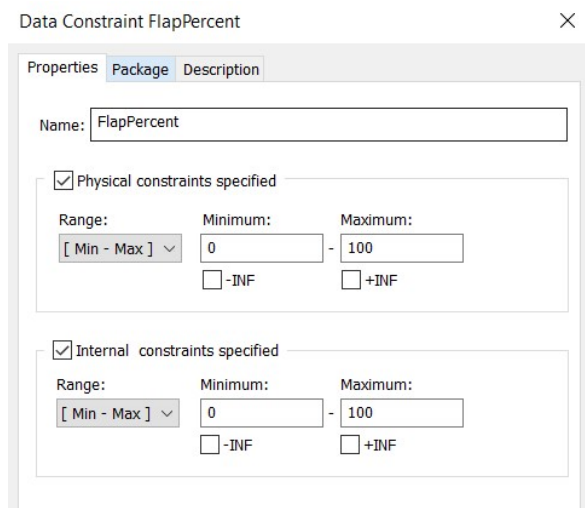 Data Constraint FlapPercent
Properties Package Description
Name: FlapPercent
Physical constraints specified
Range: Minimum: Maximum:
[ Min - Max ] 0 - 100
-INF +INF
Internal constraints specified
Range: Minimum: Maximum:
[ Min - Max ] 0 - 100
-INF +INF